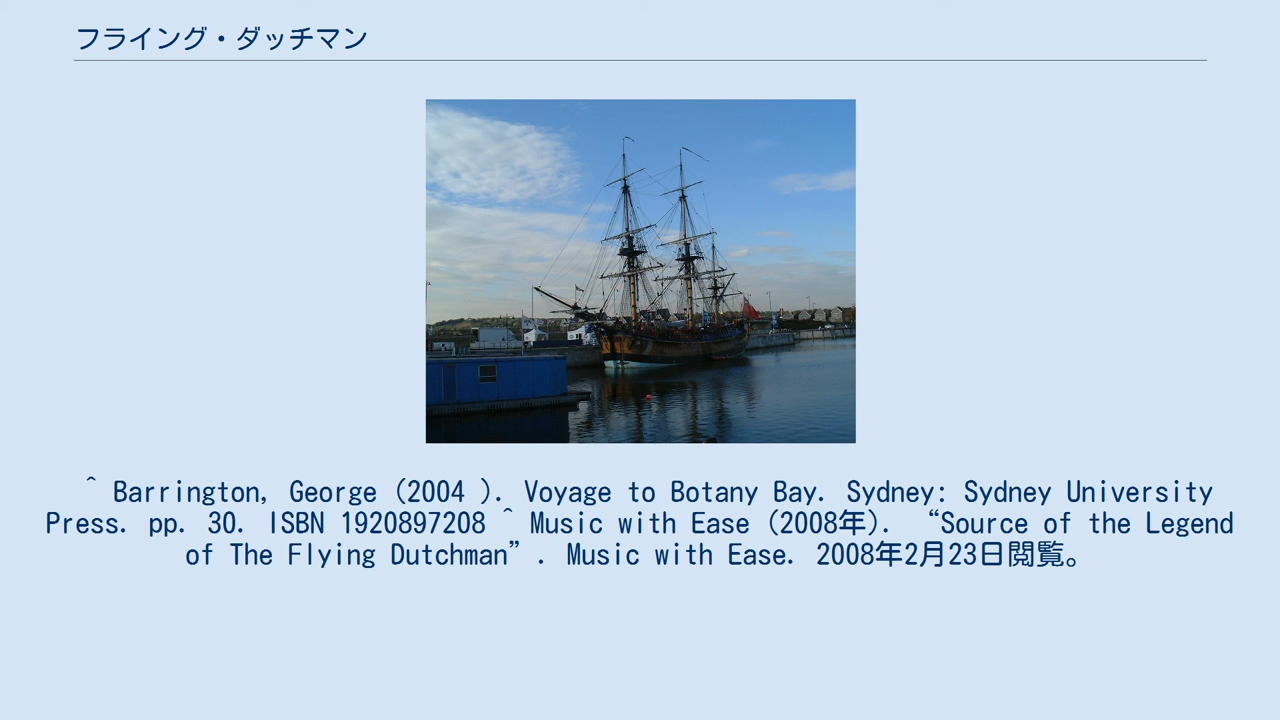 フライング・ダッチマン
^ Barrington, George (2004 ). Voyage to Botany Bay. Sydney: Sydney University
Press. pp. 30. ISBN 1920897208 ^ Music with Ease (2008年). “Source of the Legend
of The Flying Dutchman”. Music with Ease. 2008年2月23日閲覧。